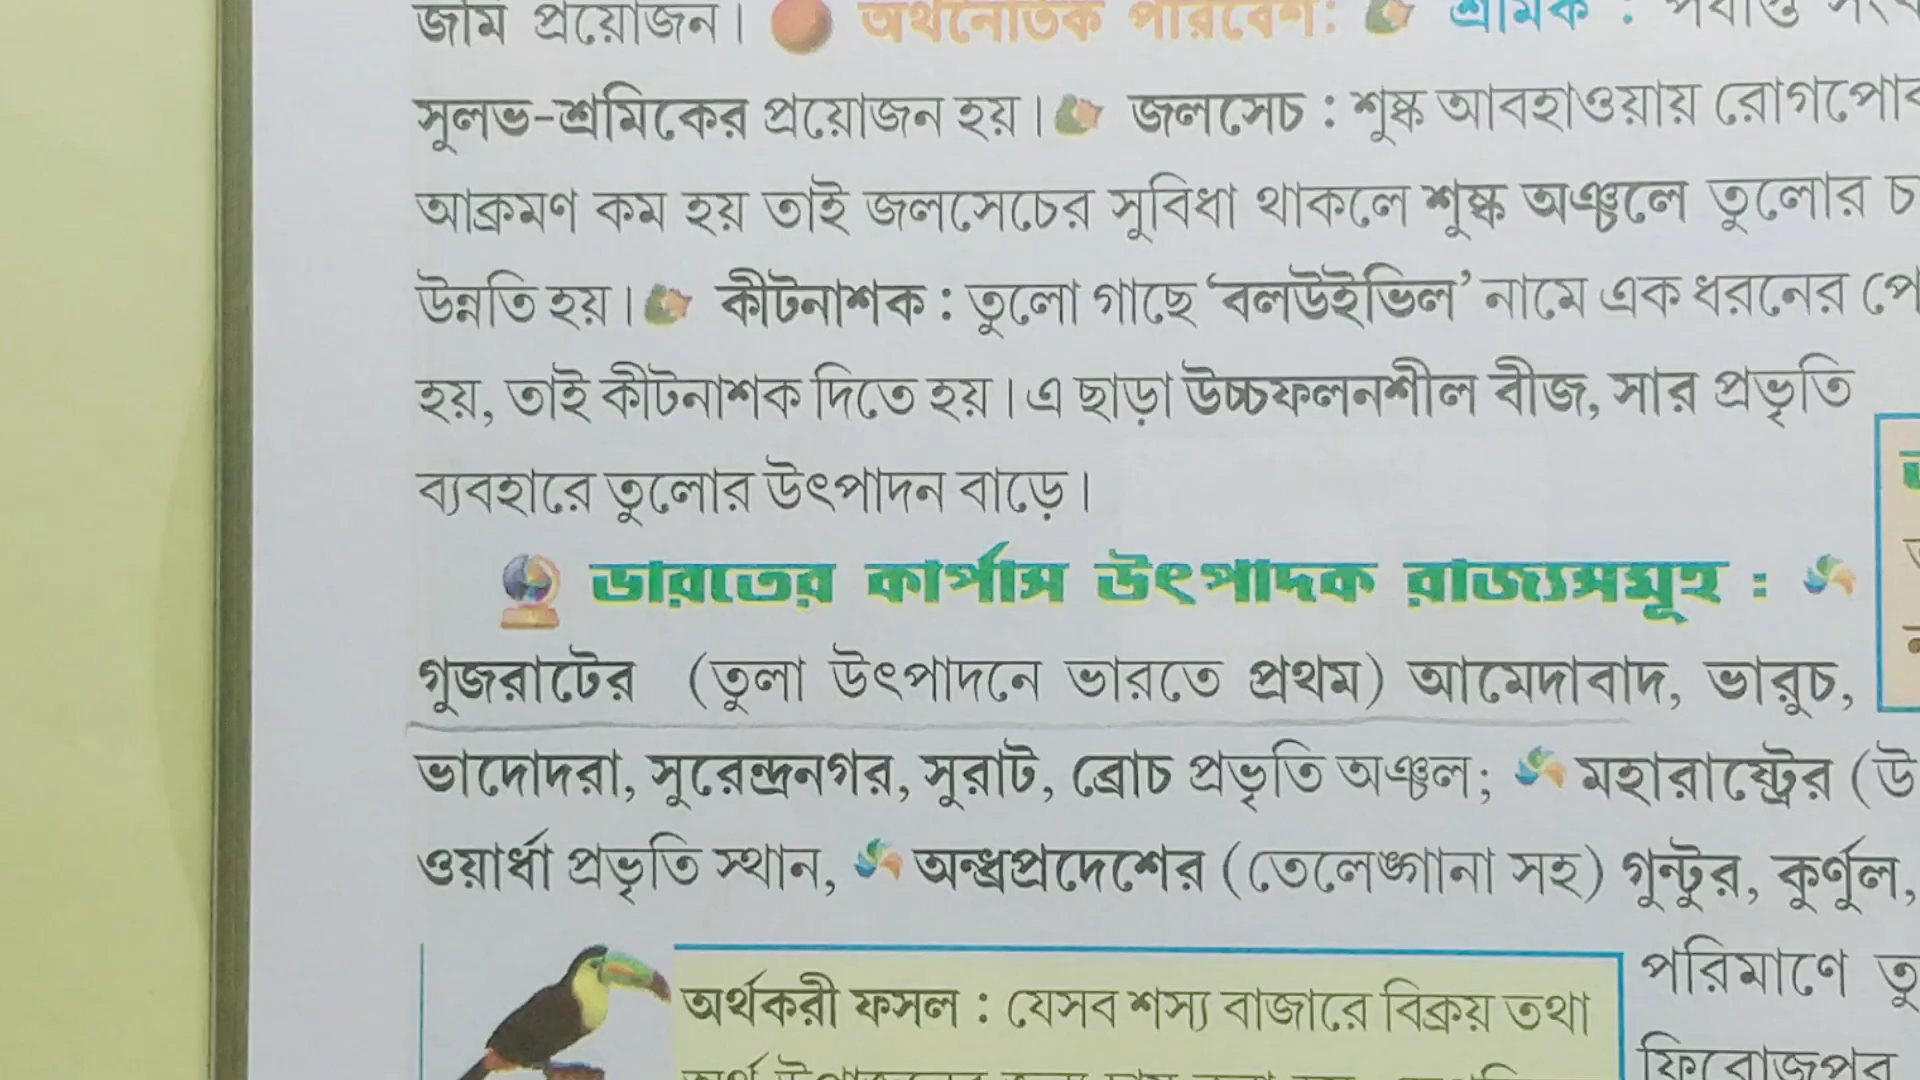 জমি প্রয়োজন। অর্থনৈতিক পরিবেশ: শ্রমিক :
সুলভ-শ্রমিকের প্রয়োজন হয়। জলসেচ : শুষ্ক আবহাওয়ায়
আক্রমণ কম হয় তাই জলসেচের সুবিধা থাকলে শুষ্ক অঞ্চলে তুলোর
উন্নতি হয়। কীটনাশক : তুলো গাছে ‘বলউইভিল’ নামে এক ধরনের
হয়, তাই কীটনাশক দিতে হয়। এ ছাড়া উচ্চফলনশীল বীজ, সার প্রভৃতি
ব্যবহারে তুলোর উৎপাদন বাড়ে।
ভারতের কার্পাস উৎপাদক রাজ্যসমূহ :
গুজরাটের (তুলা উৎপাদনে ভারতে প্রথম) আমেদাবাদ, ভারুচ,
ভাদোদরা, সুরেন্দ্রনগর, সুরাট, ব্রোচ প্রভৃতি অঞ্চল; মহারাষ্ট্রের
ওয়ার্ধা প্রভৃতি স্থান, অন্ধ্রপ্রদেশের (তেলেঙ্গানা সহ) গুন্টুর, কুর্ণুল,
পরিমাণে
অর্থকরী ফসল : যেসব শস্য বাজারে বিক্রয় তথা
ফিরোজপুর